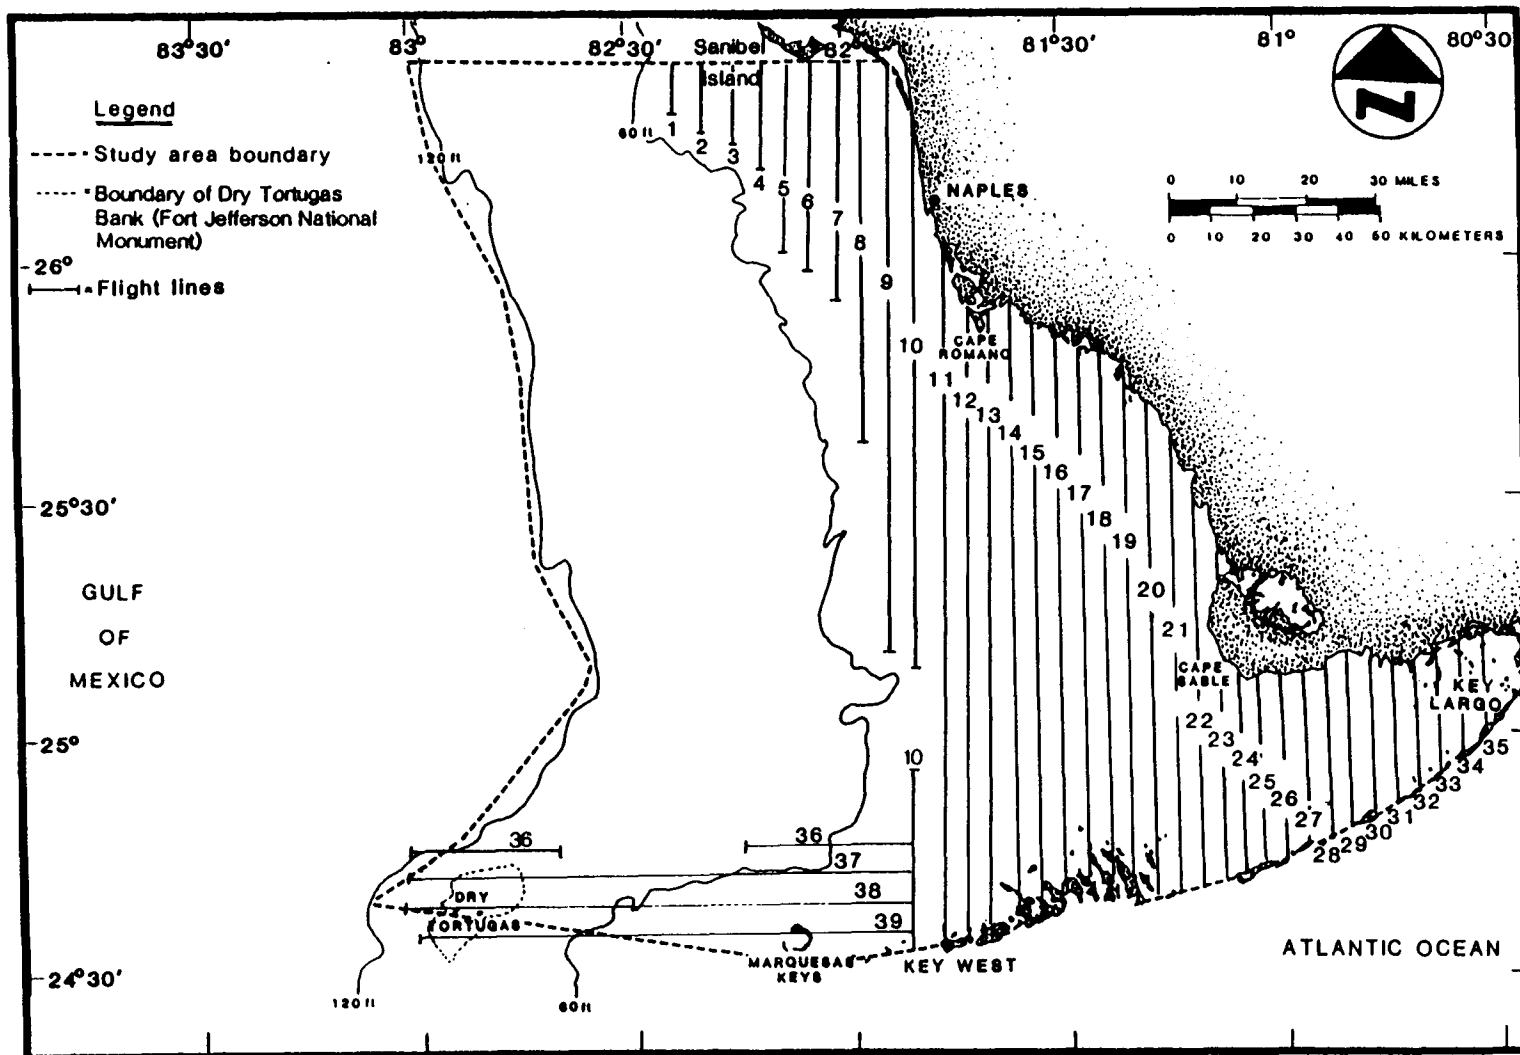 83°30'
83°
82°30'
Sanibel
Island
82°
81°30'
81°
80°30'
Legend
Study area boundary
Boundary of Dry Tortugas
Bank (Fort Jefferson National
Monument)
Flight lines
N
0 10 20 30 MILES
0 10 20 30 40 50 KILOMETERS
120 ft
60 ft
1
2
3
4
5
6
7
8
9
10
11
12
13
14
15
16
17
18
19
20
21
22
23
24
25
26
27
28
29
30
31
32
33
34
35
NAPLES
CAPE
ROMANO
26°
25°30'
GULF
OF
MEXICO
25°
CAPE
SABLE
KEY
LARGO
10
36
36
37
38
39
DRY
TORTUGAS
MARQUESAS
KEYS
KEY WEST
ATLANTIC OCEAN
24°30'
120 ft
60 ft